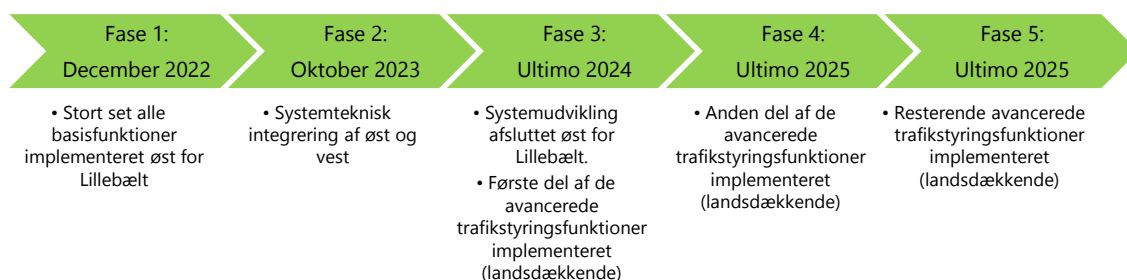 Fase 1:
December 2022
• Stort set alle
basisfunktioner
implementeret øst for
Lillebælt
Fase 2:
Oktober 2023
• Systemteknisk
integrering af øst og
vest
Fase 3:
Ultimo 2024
• Systemudvikling
afsluttet øst for
Lillebælt.
• Første del af de
avancerede
trafikstyringsfunktioner
implementeret
(landsdækkende)
Fase 4:
Ultimo 2025
• Anden del af de
avancerede
trafikstyringsfunktioner
implementeret
(landsdækkende)
Fase 5:
Ultimo 2025
• Resterende avancerede
trafikstyringsfunktioner
implementeret
(landsdækkende)